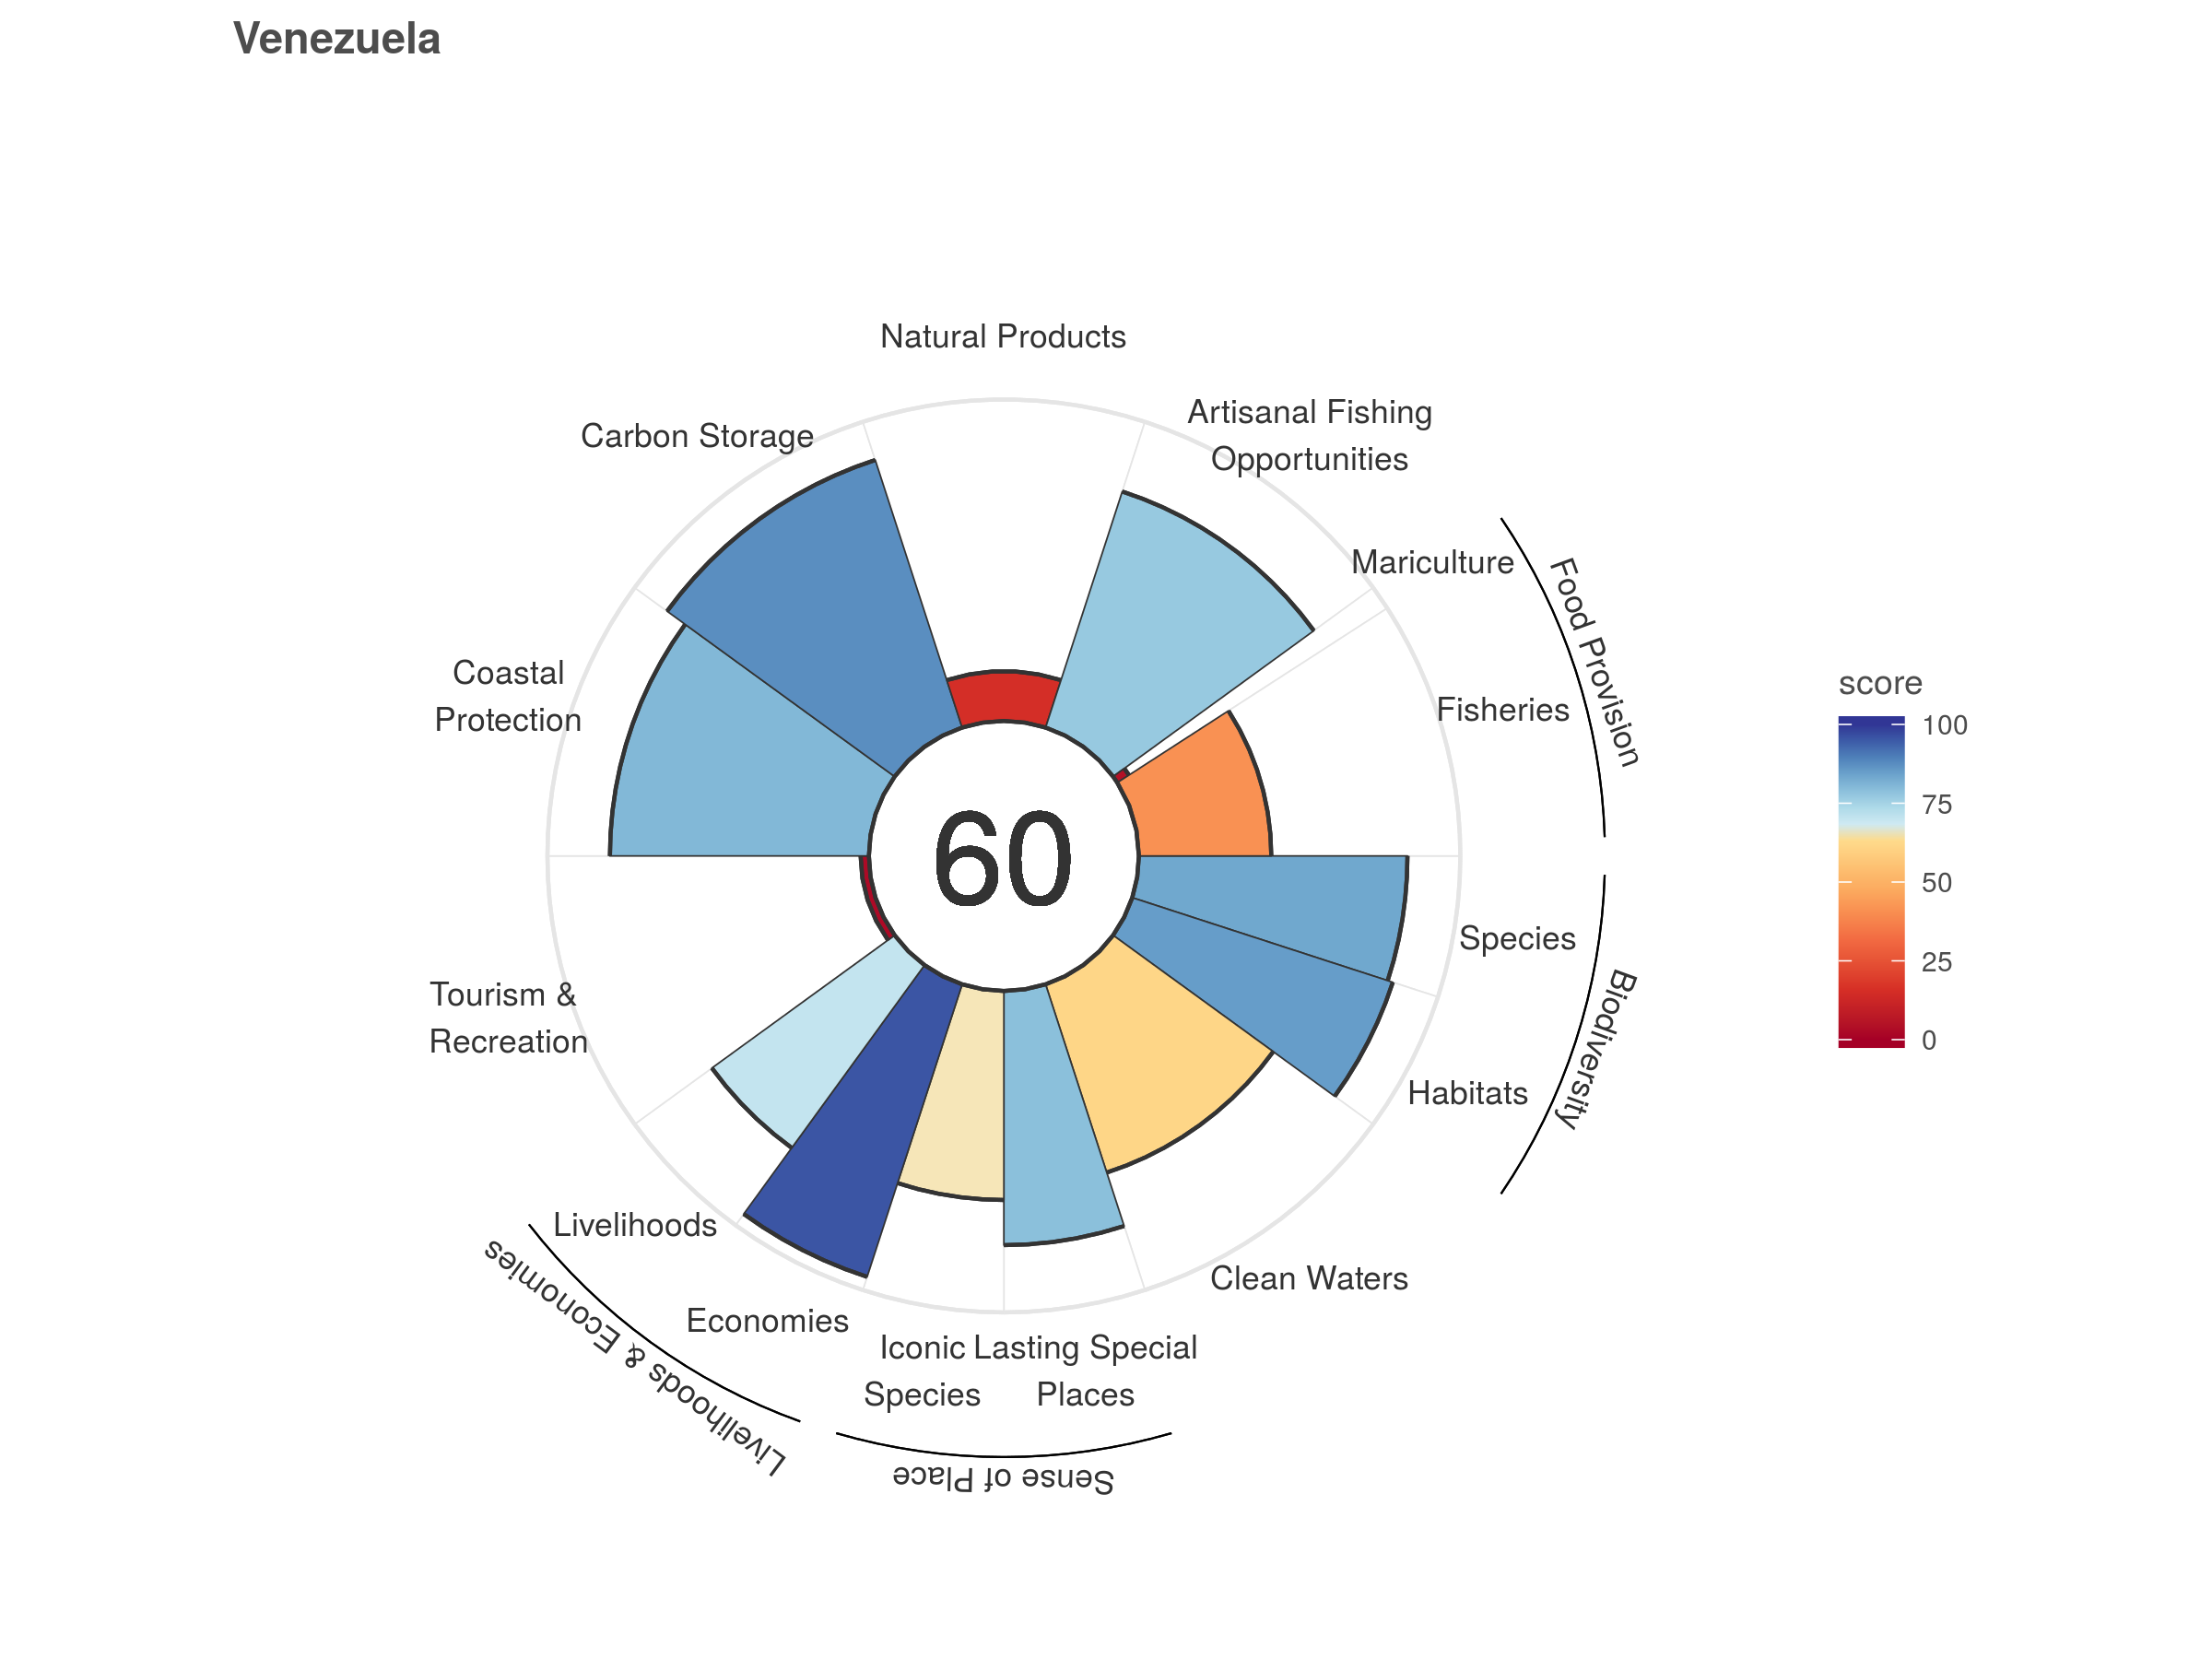 Venezuela
Natural Products
Artisanal Fishing
Opportunities
Carbon Storage
Mariculture
Food Provision
Fisheries
Coastal
Protection
score
100
75
50
25
0
60
Species
Biodiversity
Habitats
Tourism &
Recreation
Livelihoods
Clean Waters
Economies
Livelihoods & Economies
Iconic
Species
Lasting Special
Places
Sense of Place